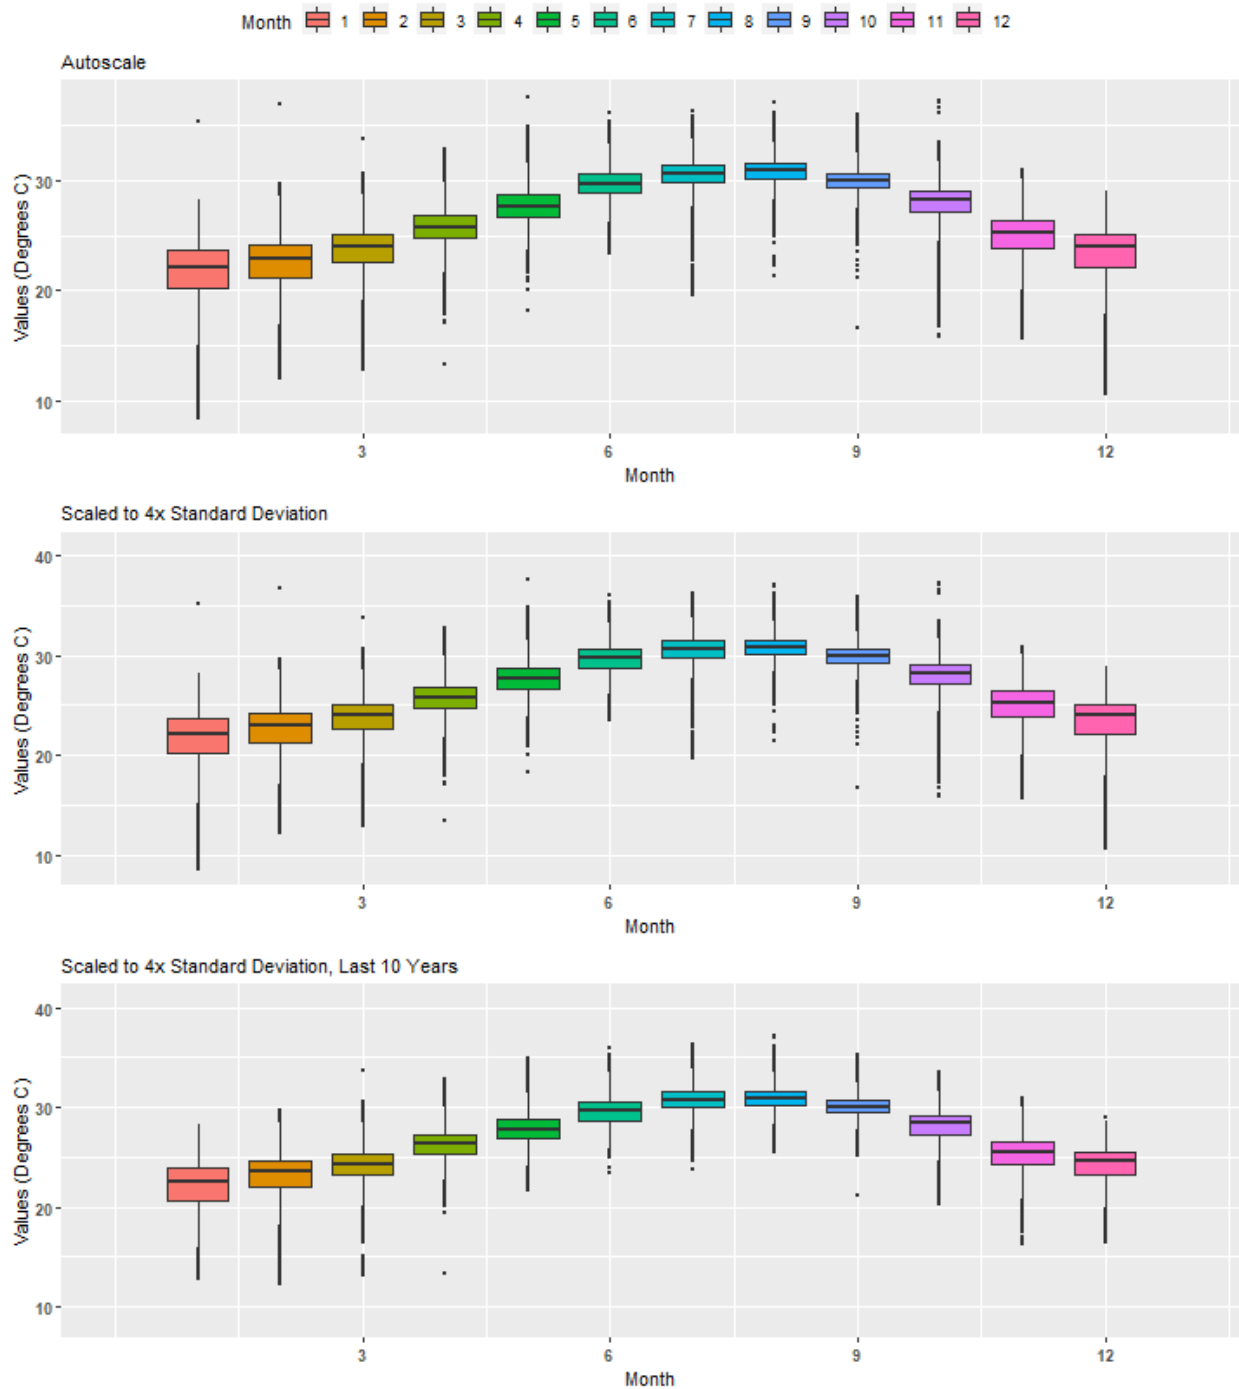 Month 1 2 3 4 5 6 7 8 9 10 11 12
Autoscale
Values (Degrees C)
30
20
10
3 6 9 12
Month
Scaled to 4x Standard Deviation
Values (Degrees C)
40
30
20
10
3 6 9 12
Month
Scaled to 4x Standard Deviation, Last 10 Years
Values (Degrees C)
40
30
20
10
3 6 9 12
Month